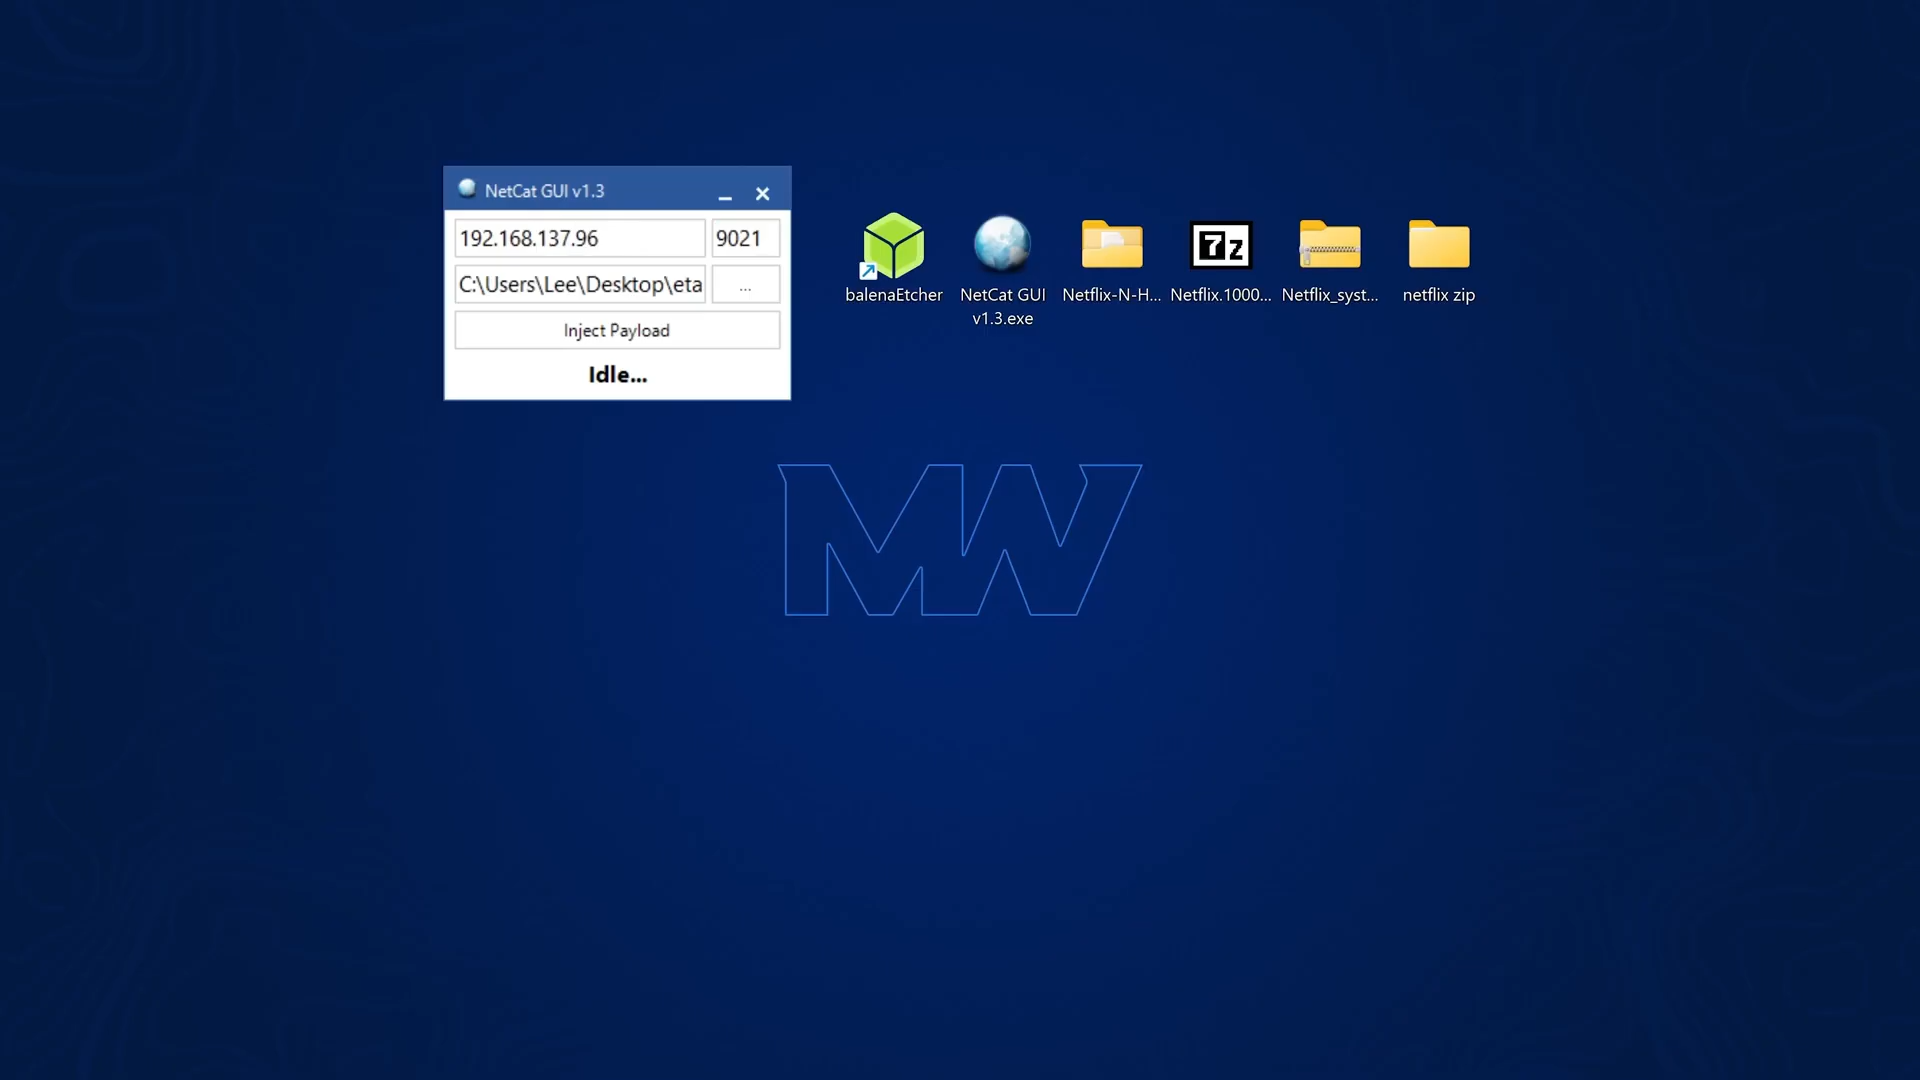 NetCat GUI v1.3
192.168.137.96
9021
C:\Users\Lee\Desktop\eta
...
Inject Payload
Idle...
balenaEtcher
NetCat GUI
v1.3.exe
Netflix-N-H...
7z
Netflix.1000...
Netflix_syst...
netflix zip
MW